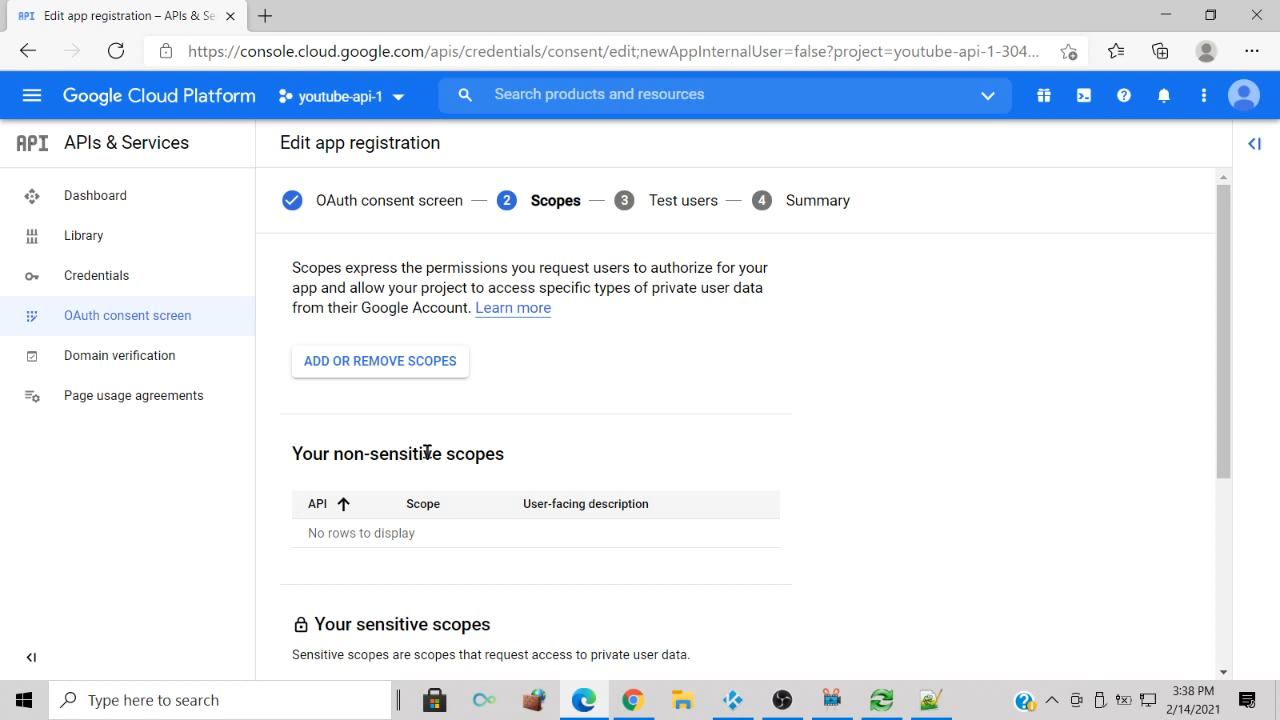 API Edit app registration – APIs & Se
https://console.cloud.google.com/apis/credentials/consent/edit;newAppInternalUser=false?project=youtube-api-1-304...
Google Cloud Platform youtube-api-1 Search products and resources
API APIs & Services
Edit app registration
Dashboard
Library
Credentials
OAuth consent screen
Domain verification
Page usage agreements
OAuth consent screen — 2 Scopes — 3 Test users — 4 Summary
Scopes express the permissions you request users to authorize for your
app and allow your project to access specific types of private user data
from their Google Account. Learn more
ADD OR REMOVE SCOPES
Your non-sensitive scopes
API Scope User-facing description
No rows to display
Your sensitive scopes
Sensitive scopes are scopes that request access to private user data.
Type here to search
3:38 PM
2/14/2021